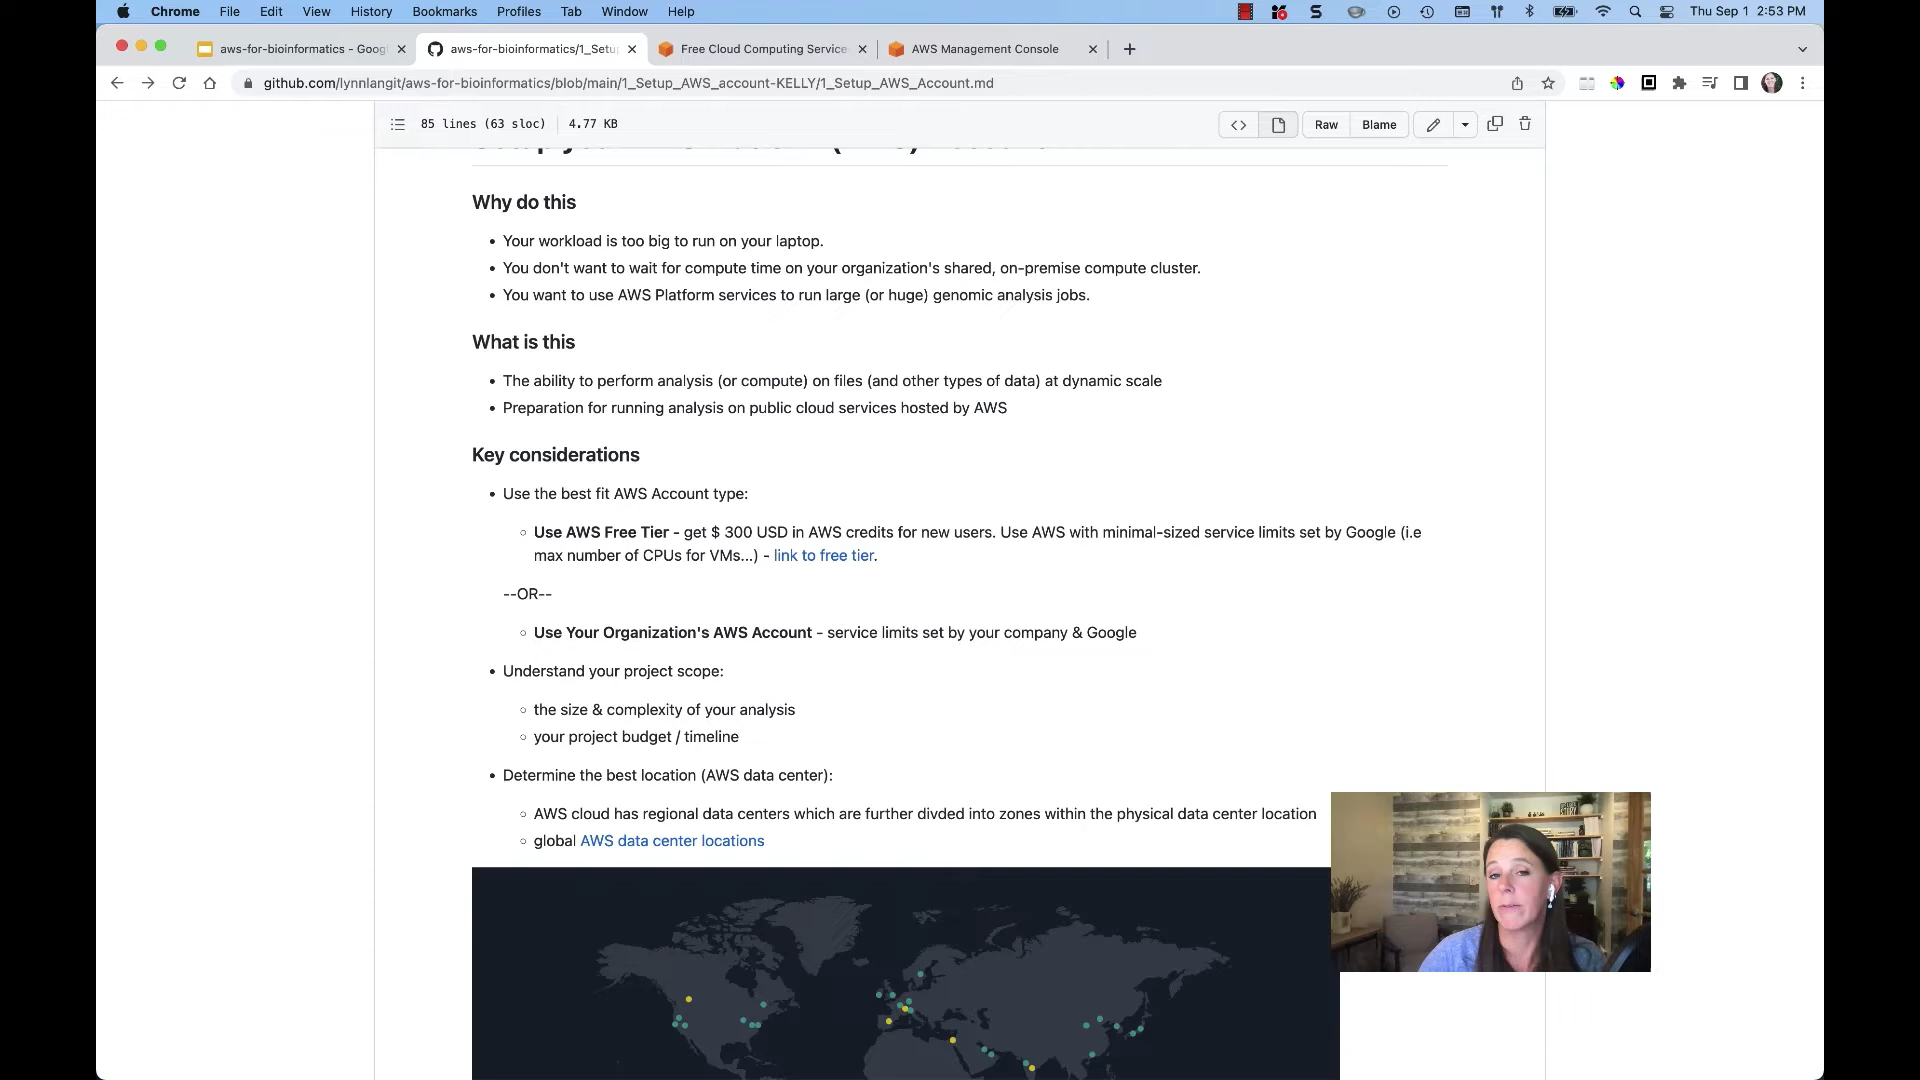 Chrome File Edit View History Bookmarks Profiles Tab Window Help Thu Sep 1 2:53 PM
aws-for-bioinformatics - Goog aws-for-bioinformatics/1_Setu Free Cloud Computing Service AWS Management Console
github.com/lynnlangit/aws-for-bioinformatics/blob/main/1_Setup_AWS_account-KELLY/1_Setup_AWS_Account.md
85 lines (63 sloc) 4.77 KB Raw Blame
Why do this
Your workload is too big to run on your laptop.
You don't want to wait for compute time on your organization's shared, on-premise compute cluster.
You want to use AWS Platform services to run large (or huge) genomic analysis jobs.
What is this
The ability to perform analysis (or compute) on files (and other types of data) at dynamic scale
Preparation for running analysis on public cloud services hosted by AWS
Key considerations
Use the best fit AWS Account type:
Use AWS Free Tier - get $ 300 USD in AWS credits for new users. Use AWS with minimal-sized service limits set by Google (i.e
max number of CPUs for VMs...) - link to free tier.
--OR--
Use Your Organization's AWS Account - service limits set by your company & Google
Understand your project scope:
the size & complexity of your analysis
your project budget / timeline
Determine the best location (AWS data center):
AWS cloud has regional data centers which are further divded into zones within the physical data center location
global AWS data center locations